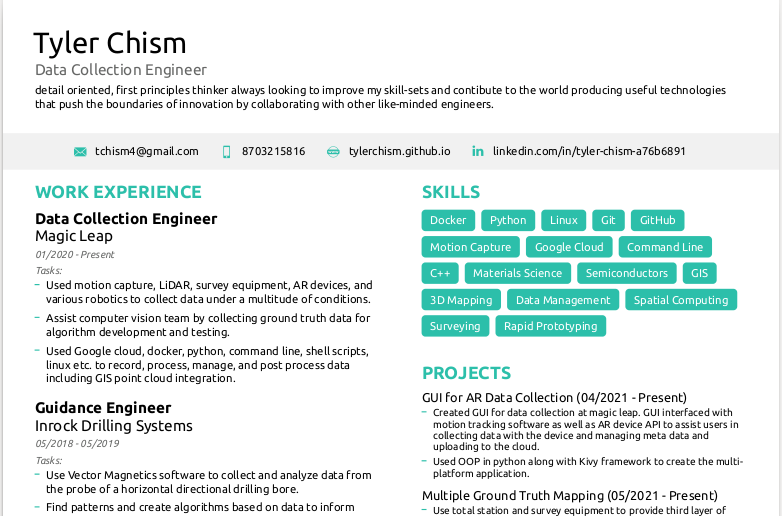 Tyler Chism
Data Collection Engineer
detail oriented, first principles thinker always looking to improve my skill-sets and contibute to the world producing useful technologies
that push the boundaries of innovation by collaborating with other like-minded engineers.
tchism4@gmail.com 8703215816 tylerchism.github.io linkedin.com/in/tyler-chism-a76b6891
WORK EXPERIENCE
Data Collection Engineer
Magic Leap
01/2020 - Present
Tasks:
– Used motion capture, LiDAR, survey equipment, AR devices, and
various robotics to collect data under a multitude of conditions.
– Assist computer vision team by collecting ground truth data for
algorithm development and testing.
– Used Google cloud, docker, python, command line, shell scripts,
linux etc. to record, process, manage, and post process data
including GIS point cloud integration.
Guidance Engineer
Inrock Drilling Systems
05/2018 - 05/2019
Tasks:
– Use Vector Magnetics software to collect and analyze data from
the probe of a horizontal directional drilling bore.
– Find patterns and create algorithms based on data to inform
SKILLS
Docker Python Linux Git GitHub
Motion Capture Google Cloud Command Line
C++ Materials Science Semiconductors GIS
3D Mapping Data Management Spatial Computing
Surveying Rapid Prototyping
PROJECTS
GUI for AR Data Collection (04/2021 - Present)
– Created GUI for data collection at magic leap. GUI interfaced with
motion tracking software as well as AR device API to assist users in
collecting data with the device and managing meta data and
uploading to the cloud.
– Used OOP in python along with Kivy framework to create the multi-
platform application.
Multiple Ground Truth Mapping (05/2021 - Present)
– Use total station and survey equipment to provide third layer of